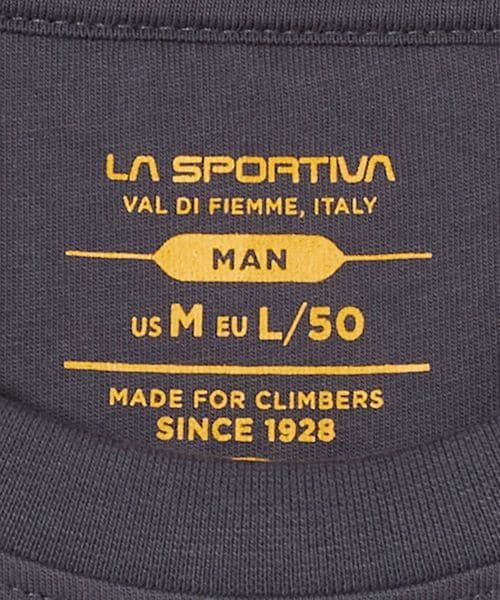 LA SPORTIVA
VAL DI FIEMME, ITALY
MAN
US M EU L/50
MADE FOR CLIMBERS
SINCE 1928